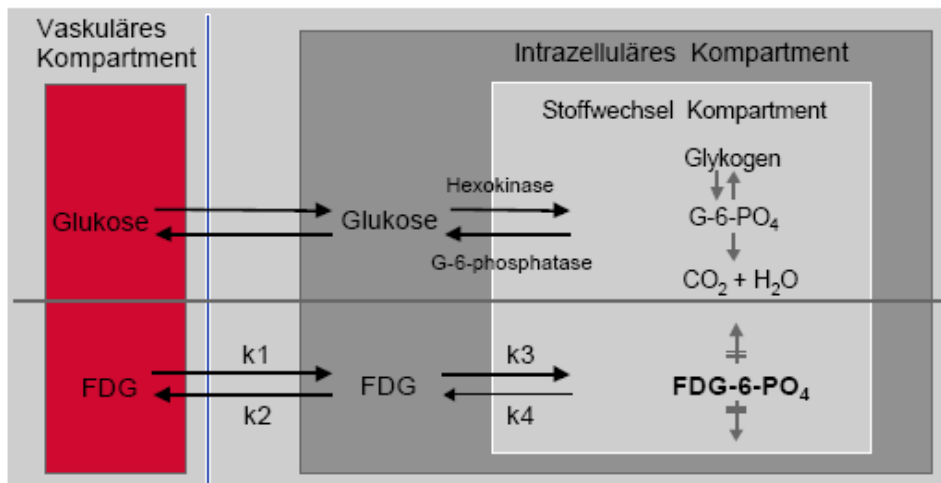 Vaskuläres
Kompartment
Intrazelluläres Kompartment
Stoffwechsel Kompartment
Glykogen
Hexokinase
Glukose
Glukose
G-6-PO₄
G-6-phosphatase
CO₂ + H₂O
k1
k3
FDG
FDG
FDG-6-PO₄
k2
k4